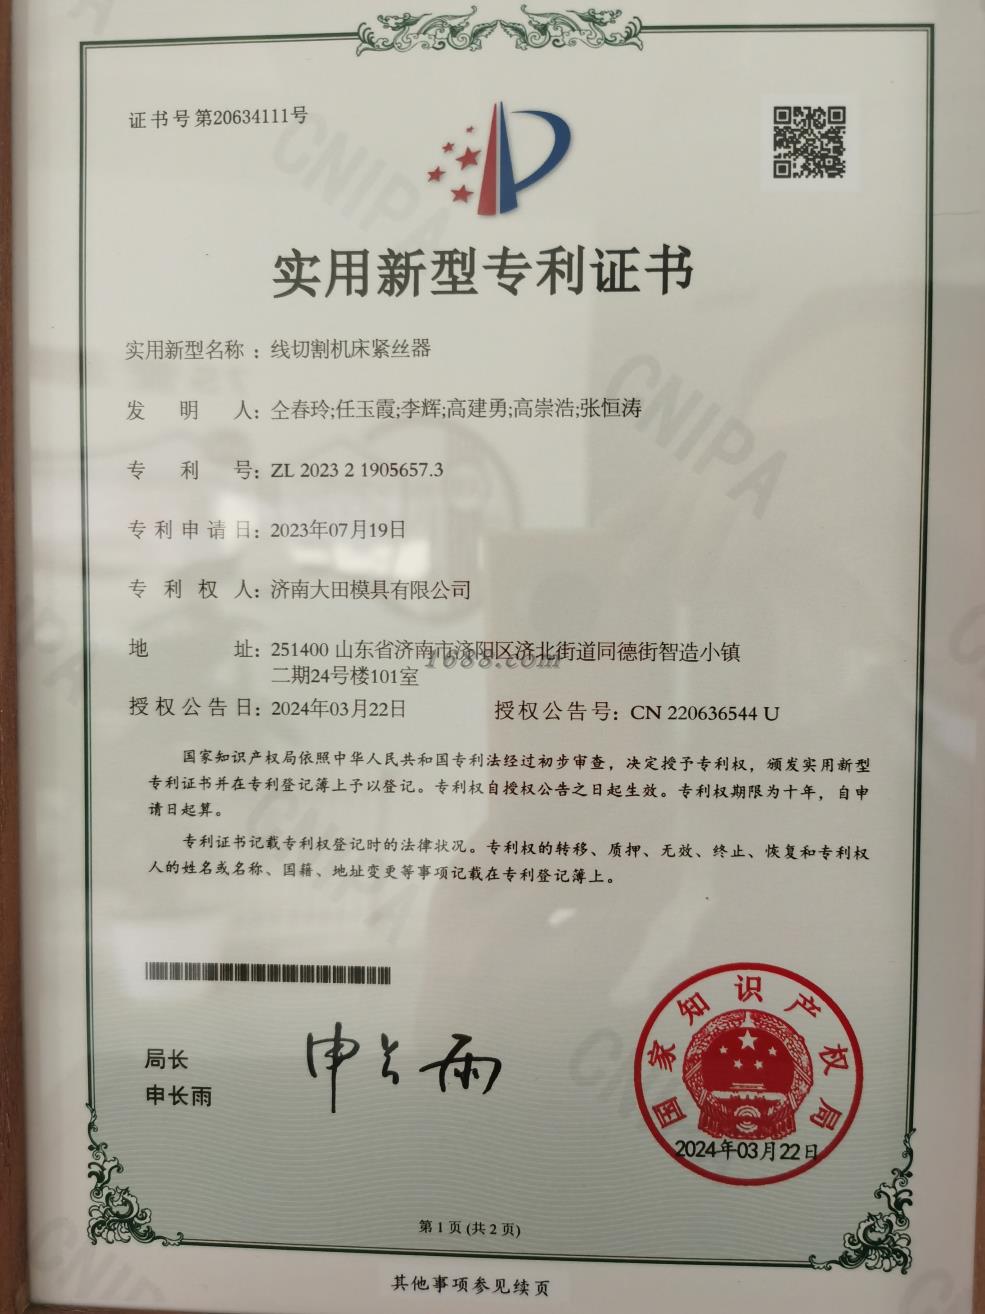 证书号第20634111号
实用新型专利证书
实用新型名称：线切割机床紧丝器
发明人：仝春玲;任玉霞;李辉;高建勇;高崇浩;张恒涛
专利号：ZL 2023 2 1905657.3
专利申请日：2023年07月19日
专利权人：济南大田模具有限公司
地址：251400 山东省济南市济阳区济北街道同德街智造小镇
二期24号楼101室
1688.com
授权公告日：2024年03月22日 授权公告号：CN 220636544 U
国家知识产权局依照中华人民共和国专利法经过初步审查，决定授予专利权，颁发实用新型
专利证书并在专利登记簿上予以登记。专利权自授权公告之日起生效。专利权期限为十年，自申
请日起算。
专利证书记载专利权登记时的法律状况。专利权的转移、质押、无效、终止、恢复和专利权
人的姓名或名称、国籍、地址变更等事项记载在专利登记簿上。
局长
申长雨
申长雨
国家知识产权局
2024年03月22日
第1页(共2页)
其他事项参见续页
CNIPA
CNIPA
CNIPA
CNIPA